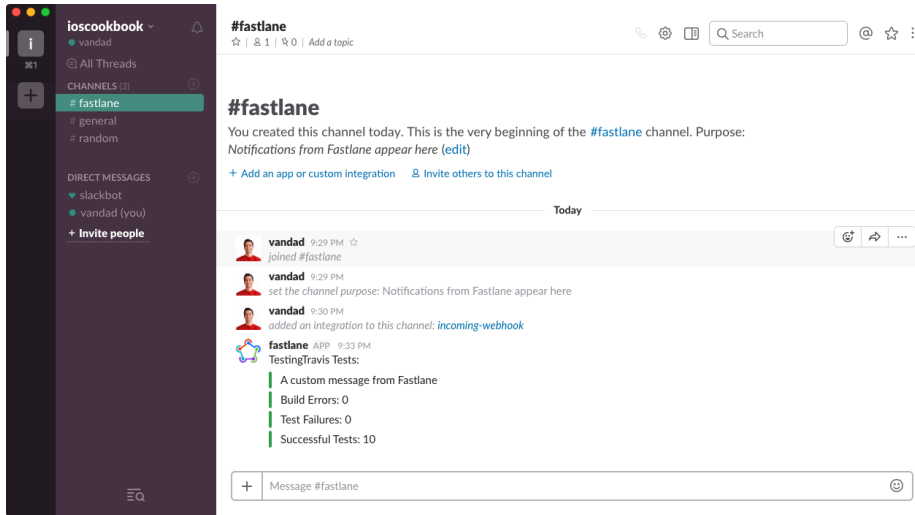 ioscookbook
vandad
i
⌘1
+
All Threads
CHANNELS (3)
# fastlane
# general
# random
DIRECT MESSAGES
slackbot
vandad (you)
+ Invite people
#fastlane
1 | 0 | Add a topic
Search
#fastlane
You created this channel today. This is the very beginning of the #fastlane channel. Purpose:
Notifications from Fastlane appear here (edit)
+ Add an app or custom integration Invite others to this channel
Today
vandad 9:29 PM
joined #fastlane
vandad 9:29 PM
set the channel purpose: Notifications from Fastlane appear here
vandad 9:30 PM
added an integration to this channel: incoming-webhook
fastlane APP 9:33 PM
TestingTravis Tests:
A custom message from Fastlane
Build Errors: 0
Test Failures: 0
Successful Tests: 10
+ Message #fastlane